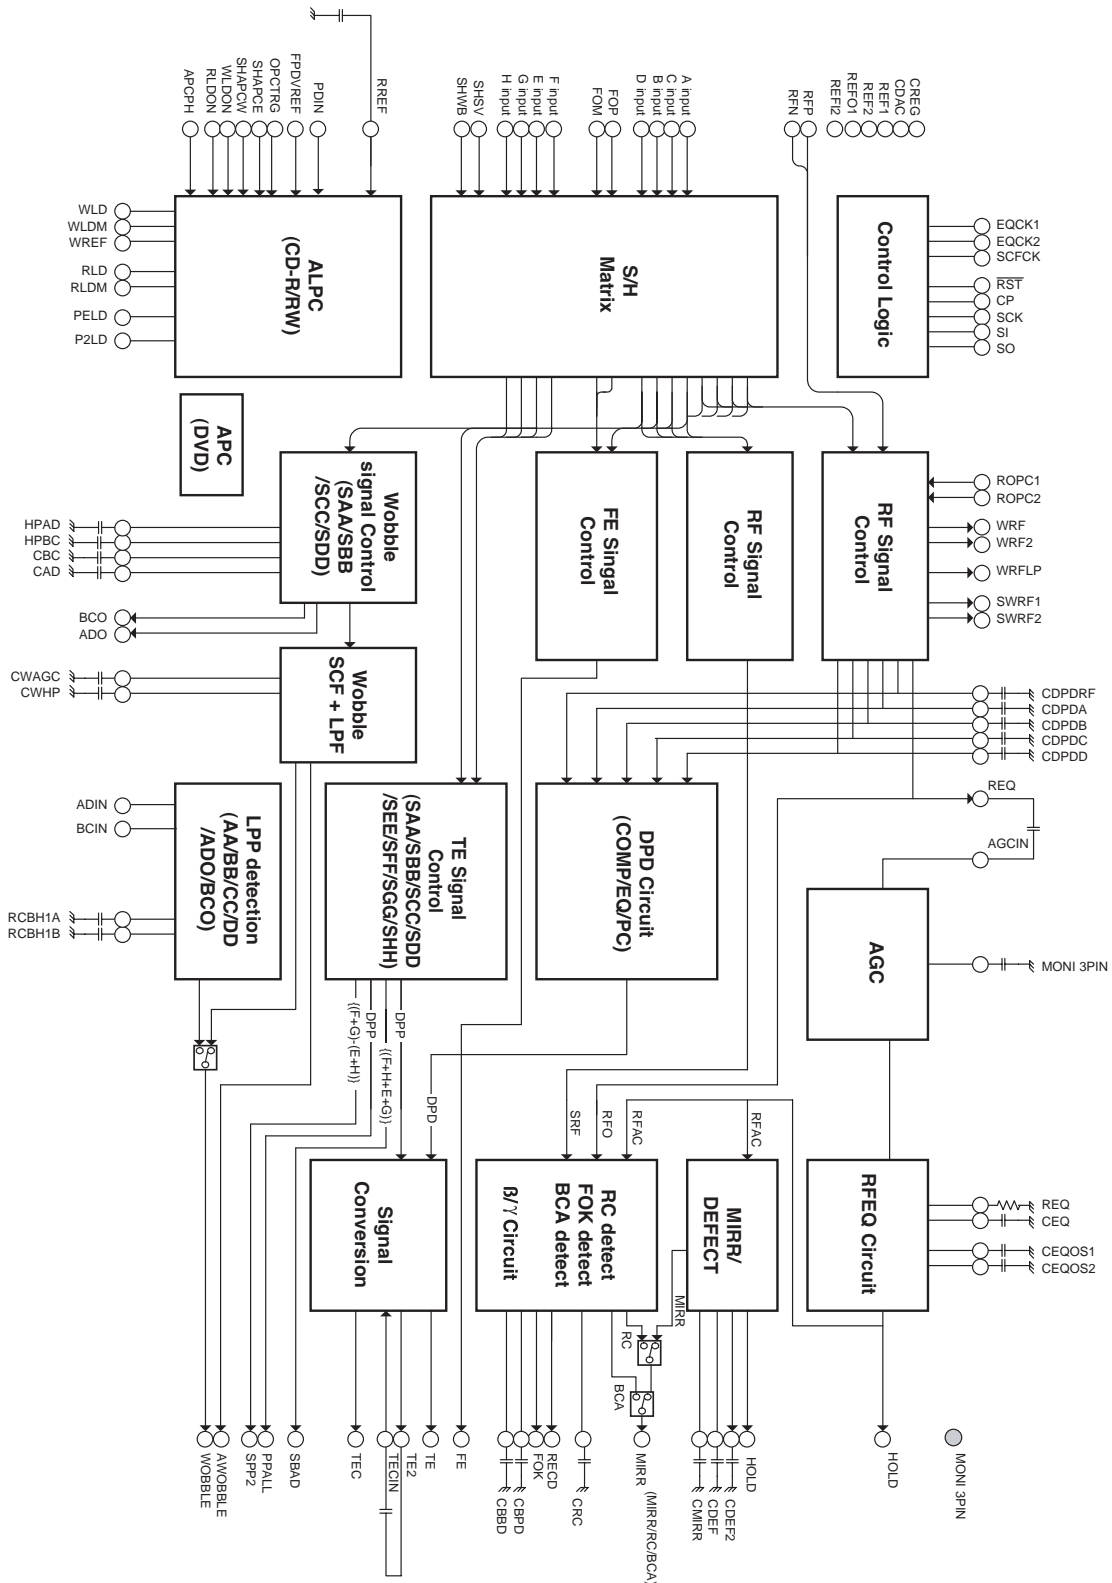 RREF
PDIN
FPDVREF
OPCTRG
SHAPCE
SHAPCW
WLDON
RLDON
APCPH
F input
E input
G input
H input
SHSV
SHWB
A input
C input
B input
D input
FOP
FOM
RFP
RFN
CREG
CDAC
REF1
REF2
REFO1
REFI2
WLD
WLDM
WREF
RLD
RLDM
PELD
P2LD
ALPC
(CD-R/RW)
S/H
Matrix
Control Logic
EQCK1
EQCK2
SCFCK
RST
CP
SCK
SI
SO
APC
(DVD)
HPAD
HPBC
CBC
CAD
BCO
ADO
Wobble
signal Control
(SAA/SBB
/SCC/SDD)
FE Singal
Control
RF Signal
Control
RF Signal
Control
ROPC1
ROPC2
WRF
WRF2
WRFLP
SWRF1
SWRF2
CWAGC
CWHP
Wobble
SCF + LPF
CDPDRF
CDPDA
CDPDB
CDPDC
CDPDD
REQ
AGCIN
ADIN
BCIN
RCBH1A
RCBH1B
LPP detection
(AA/BB/CC/DD
/ADO/BCO)
TE Signal
Control
(SAA/SBB/SCC/SDD
/SEE/SFF/SGG/SHH)
DPD Circuit
(COMP/EQ/PC)
AGC
MONI 3PIN
{(F+G)-(E+H)}
DPP
{(F+H+E+G)}
DPP
DPD
SRF
RFO
RFAC
RFAC
Signal
Conversion
RC detect
FOK detect
BCA detect
β/γ Circuit
MIRR/
DEFECT
RFEQ Circuit
REQ
CEQ
CEQOS1
CEQOS2
MIRR
RC
BCA
WOBBLE
AWOBBLE
SPP2
PPALL
SBAD
TEC
TECIN
TE2
TE
FE
CBBD
CBPD
FOK
RECD
CRC
MIRR
(MIRR/RC/BCA)
CMIRR
CDEF
CDEF2
HOLD
HOLD
MONI 3PIN